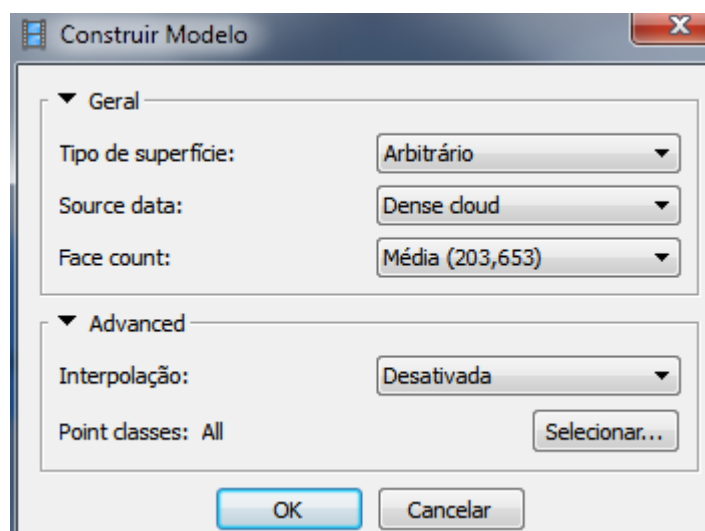 Construir Modelo
Geral
Tipo de superfície: Arbitrário
Source data: Dense cloud
Face count: Média (203,653)
Advanced
Interpolação: Desativada
Point classes: All Selecionar...
OK Cancelar